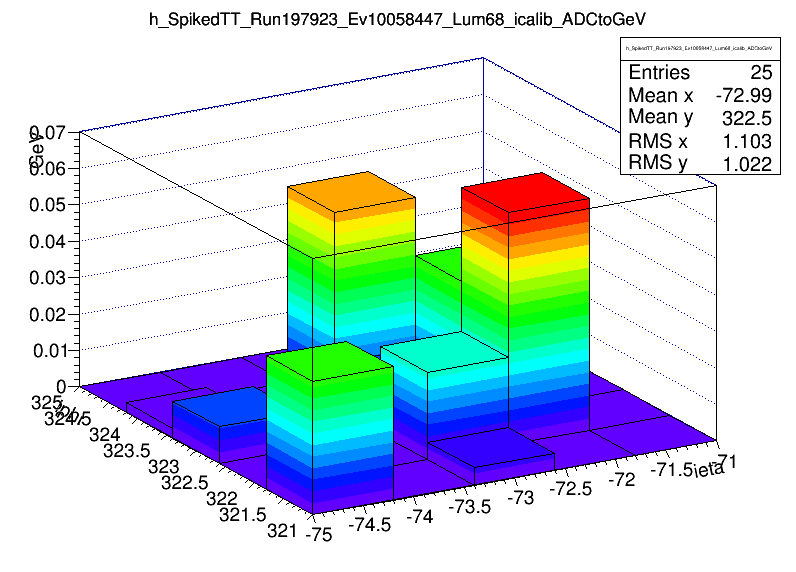 h_SpikedTT_Run197923_Ev10058447_Lum68_icalib_ADCtoGeV
h_SpikedTT_Run197923_Ev10058447_Lum68_icalib_ADCtoGeV
Entries 25
Mean x -72.99
Mean y 322.5
RMS x 1.103
RMS y 1.022
GeV
0.07
0.06
0.05
0.04
0.03
0.02
0.01
0
325
324.5
324
323.5
323
322.5
322
321.5
321
-75
-74.5
-74
-73.5
-73
-72.5
-72
-71.5
-71
ieta